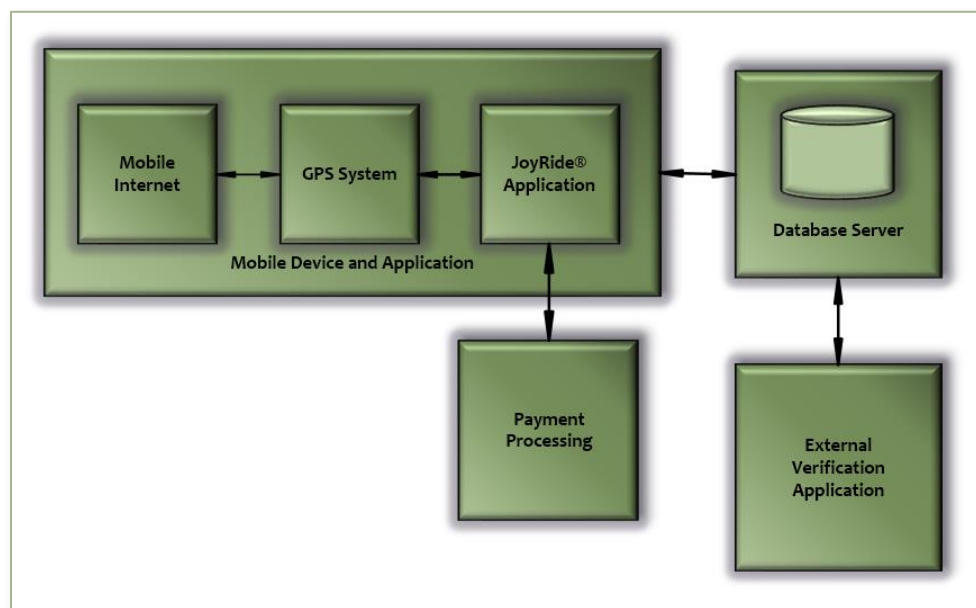 Mobile
Internet
GPS System
JoyRide®
Application
Mobile Device and Application
Database Server
Payment
Processing
External
Verification
Application